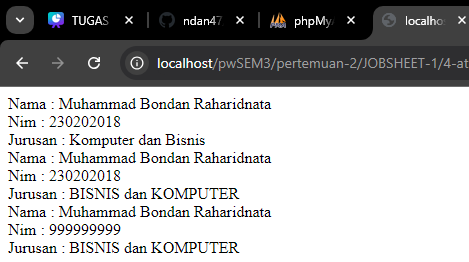 TUGAS
ndan47
phpMy
localho
localhost/pwSEM3/pertemuan-2/JOBSHEET-1/4-at
Nama : Muhammad Bondan Raharidnata
Nim : 230202018
Jurusan : Komputer dan Bisnis
Nama : Muhammad Bondan Raharidnata
Nim : 230202018
Jurusan : BISNIS dan KOMPUTER
Nama : Muhammad Bondan Raharidnata
Nim : 999999999
Jurusan : BISNIS dan KOMPUTER